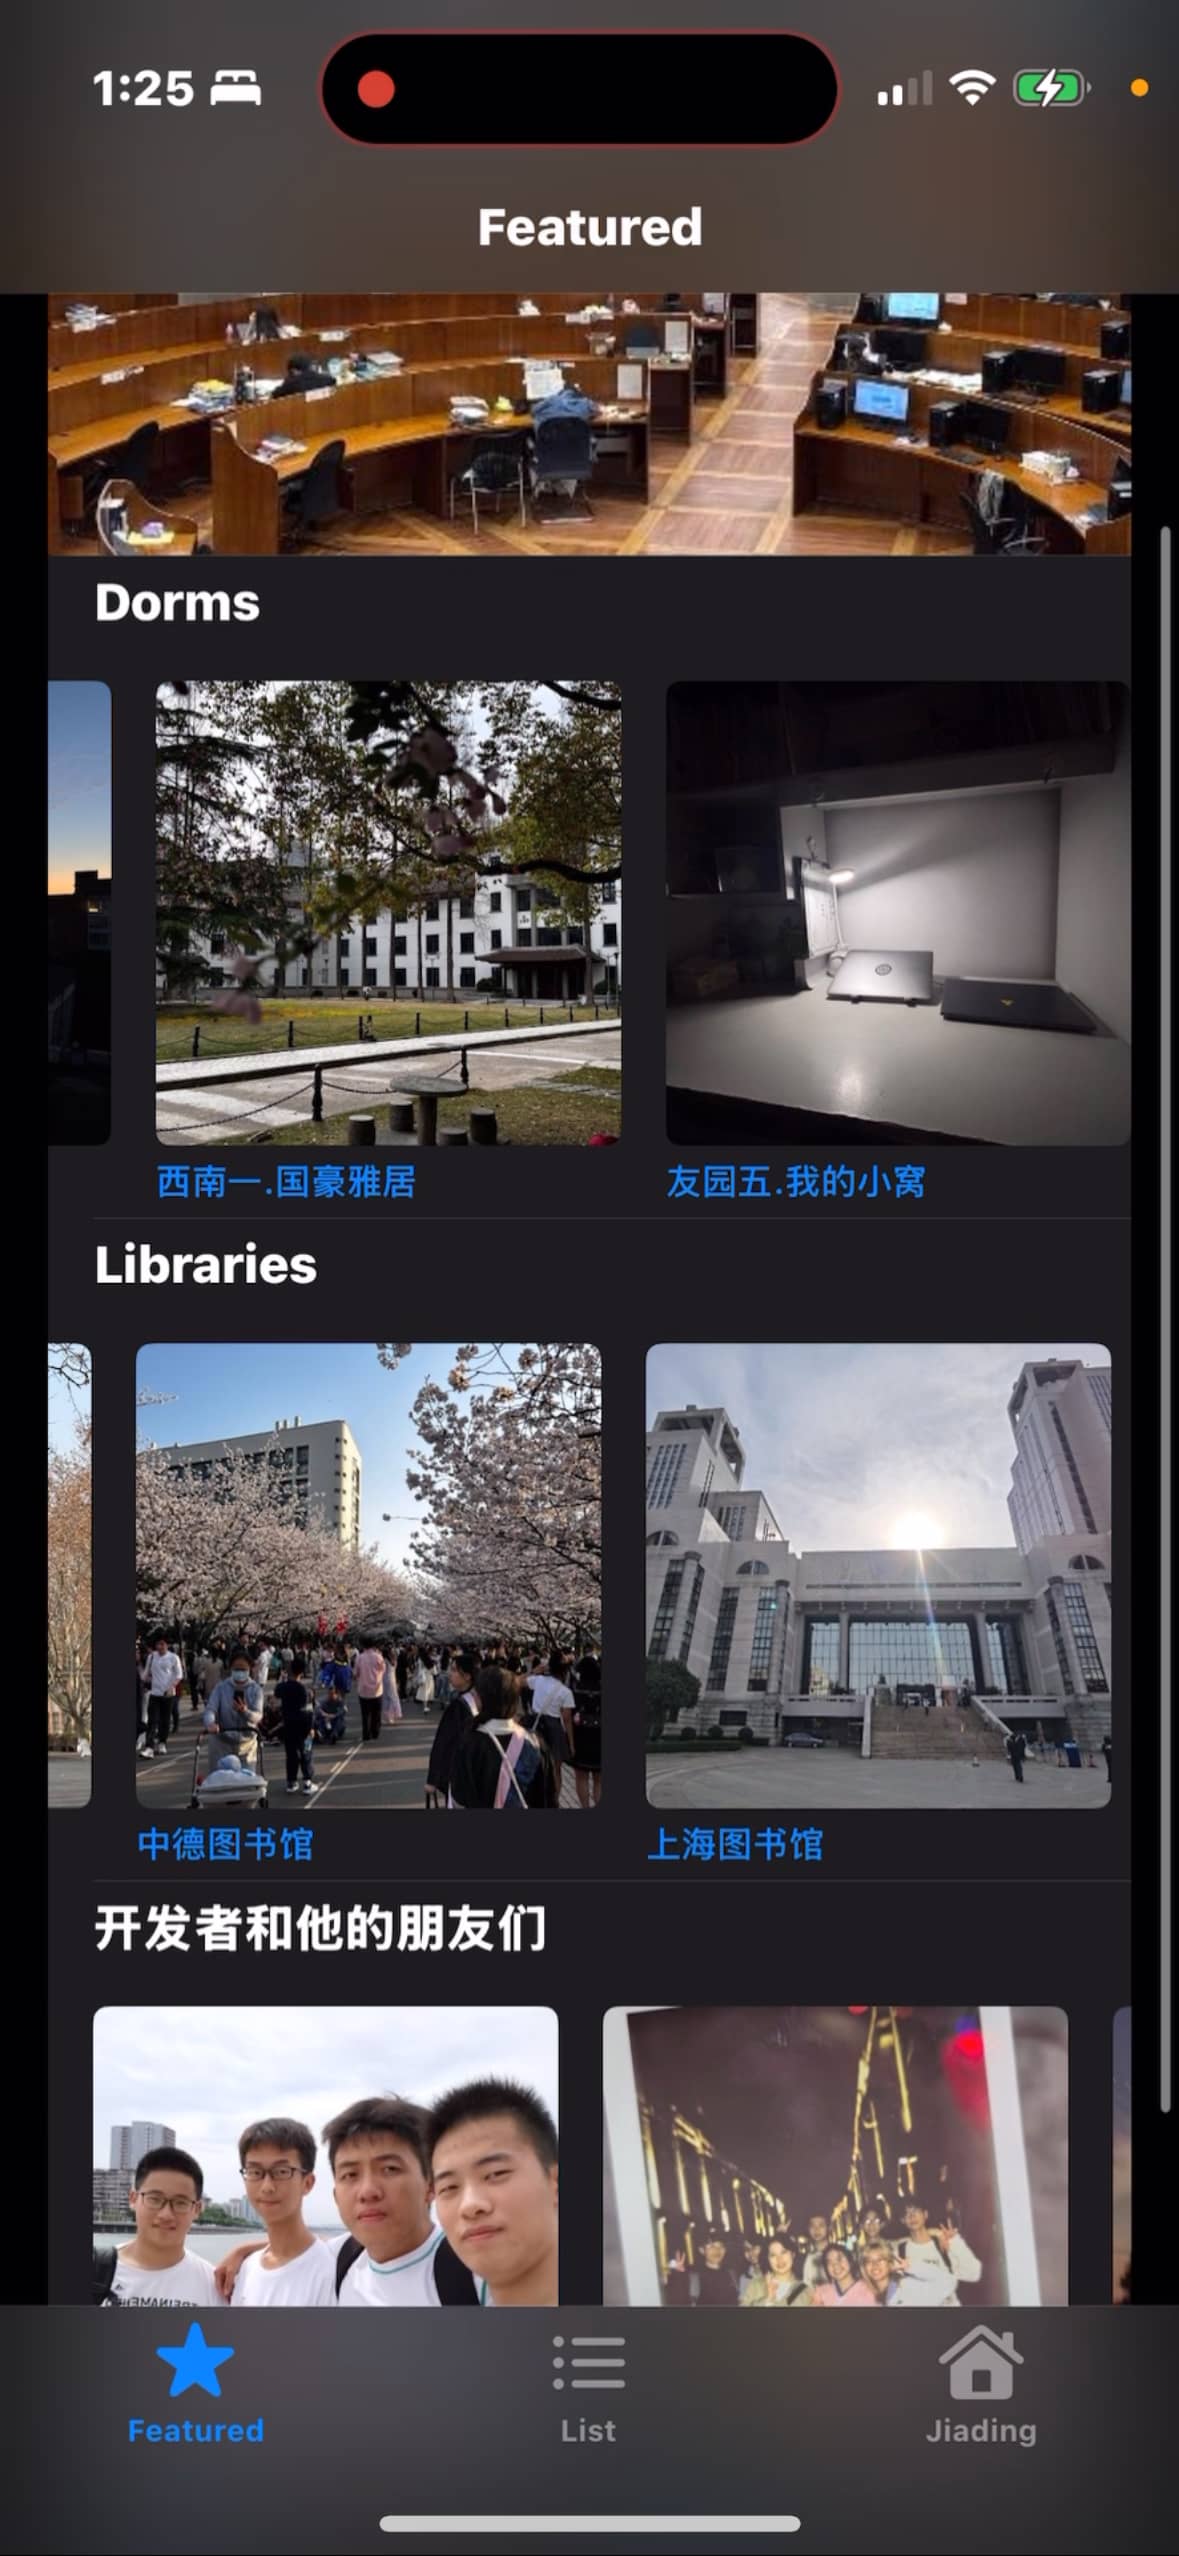 1:25
Featured
Dorms
西南一.国豪雅居
友园五.我的小窝
Libraries
中德图书馆
上海图书馆
开发者和他的朋友们
Featured
List
Jiading